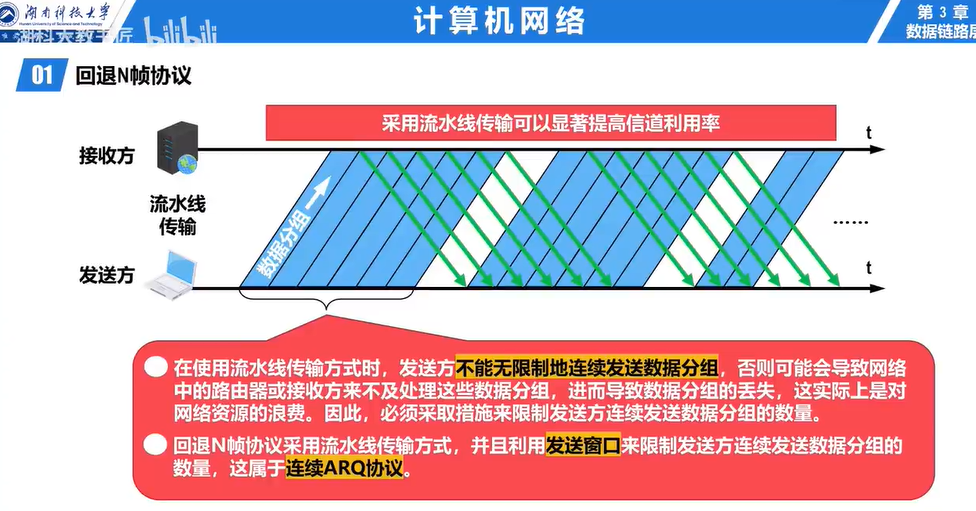 湖南科技大学
Hunan University of Science and Technology
计算机网络
第 3 章
数据链路层
湖科大教书匠
bilibili
01 回退N帧协议
采用流水线传输可以显著提高信道利用率
t
接收方
流水线
传输
数据分组
……
发送方
t
在使用流水线传输方式时，发送方不能无限制地连续发送数据分组，否则可能会导致网络
中的路由器或接收方来不及处理这些数据分组，进而导致数据分组的丢失，这实际上是对
网络资源的浪费。因此，必须采取措施来限制发送方连续发送数据分组的数量。
回退N帧协议采用流水线传输方式，并且利用发送窗口来限制发送方连续发送数据分组的
数量，这属于连续ARQ协议。